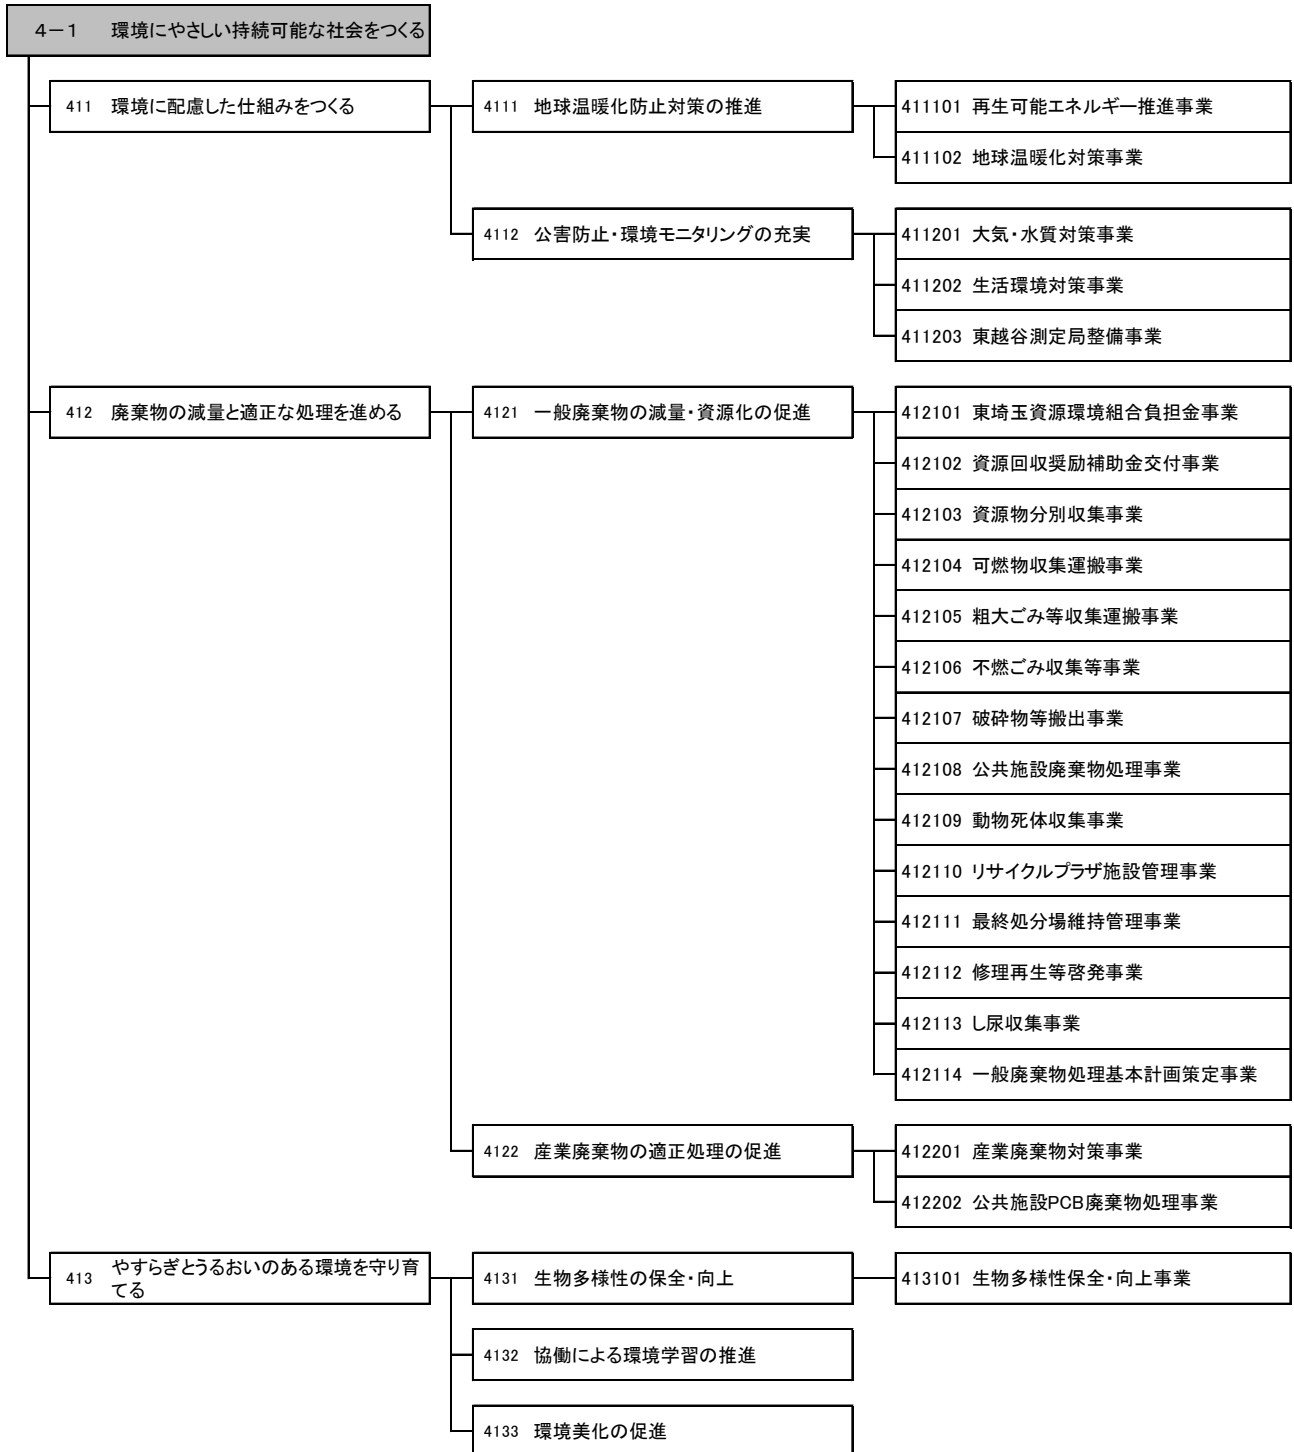 4－1 環境にやさしい持続可能な社会をつくる
411 環境に配慮した仕組みをつくる
4111 地球温暖化防止対策の推進
411101 再生可能エネルギー推進事業
411102 地球温暖化対策事業
4112 公害防止・環境モニタリングの充実
411201 大気・水質対策事業
411202 生活環境対策事業
411203 東越谷測定局整備事業
412 廃棄物の減量と適正な処理を進める
4121 一般廃棄物の減量・資源化の促進
412101 東埼玉資源環境組合負担金事業
412102 資源回収奨励補助金交付事業
412103 資源物分別収集事業
412104 可燃物収集運搬事業
412105 粗大ごみ等収集運搬事業
412106 不燃ごみ収集等事業
412107 破砕物等搬出事業
412108 公共施設廃棄物処理事業
412109 動物死体収集事業
412110 リサイクルプラザ施設管理事業
412111 最終処分場維持管理事業
412112 修理再生等啓発事業
412113 し尿収集事業
412114 一般廃棄物処理基本計画策定事業
4122 産業廃棄物の適正処理の促進
412201 産業廃棄物対策事業
412202 公共施設PCB廃棄物処理事業
413 やすらぎとうるおいのある環境を守り育
てる
4131 生物多様性の保全・向上
413101 生物多様性保全・向上事業
4132 協働による環境学習の推進
4133 環境美化の促進